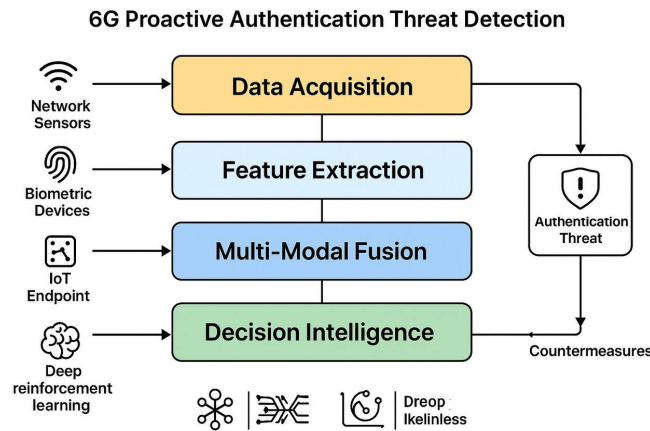 6G Proactive Authentication Threat Detection
Network
Sensors
Data Acquisition
Biometric
Devices
Feature Extraction
Authentication
Threat
IoT
Endpoint
Multi-Modal Fusion
Deep
reinforcement
learning
Decision Intelligence
Countermeasures
Dreop
Ikelinless